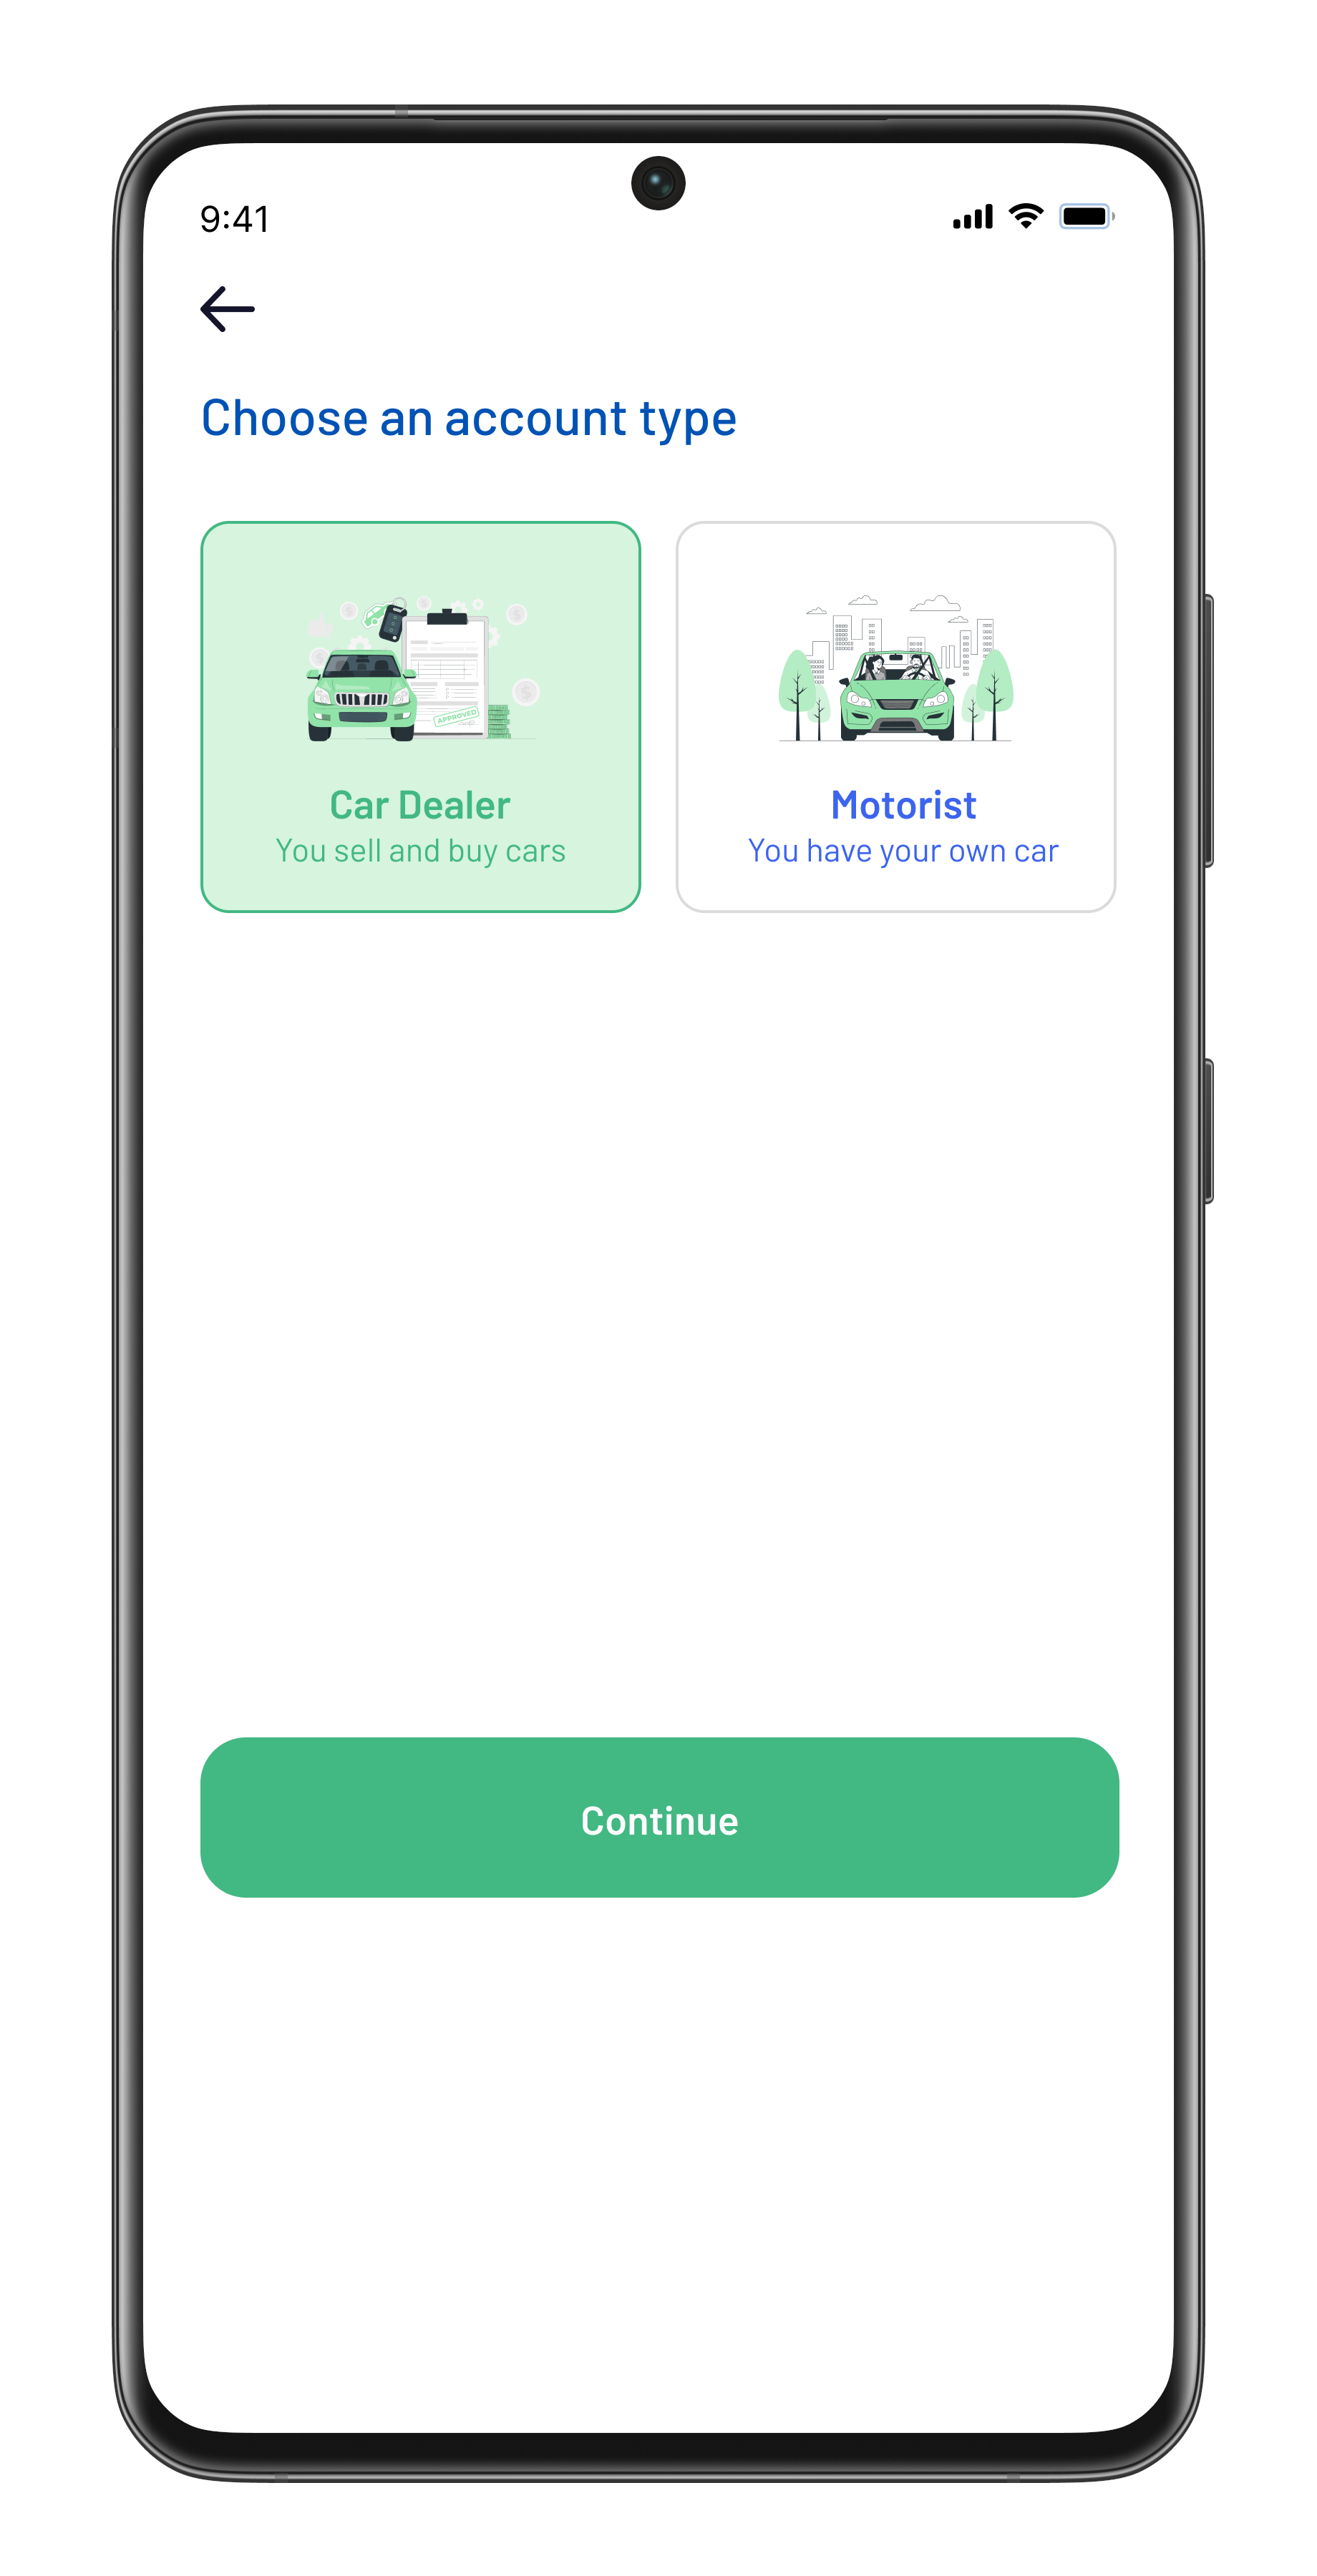 9:41
Choose an account type
APPROVED
Car Dealer
You sell and buy cars
Motorist
You have your own car
Continue